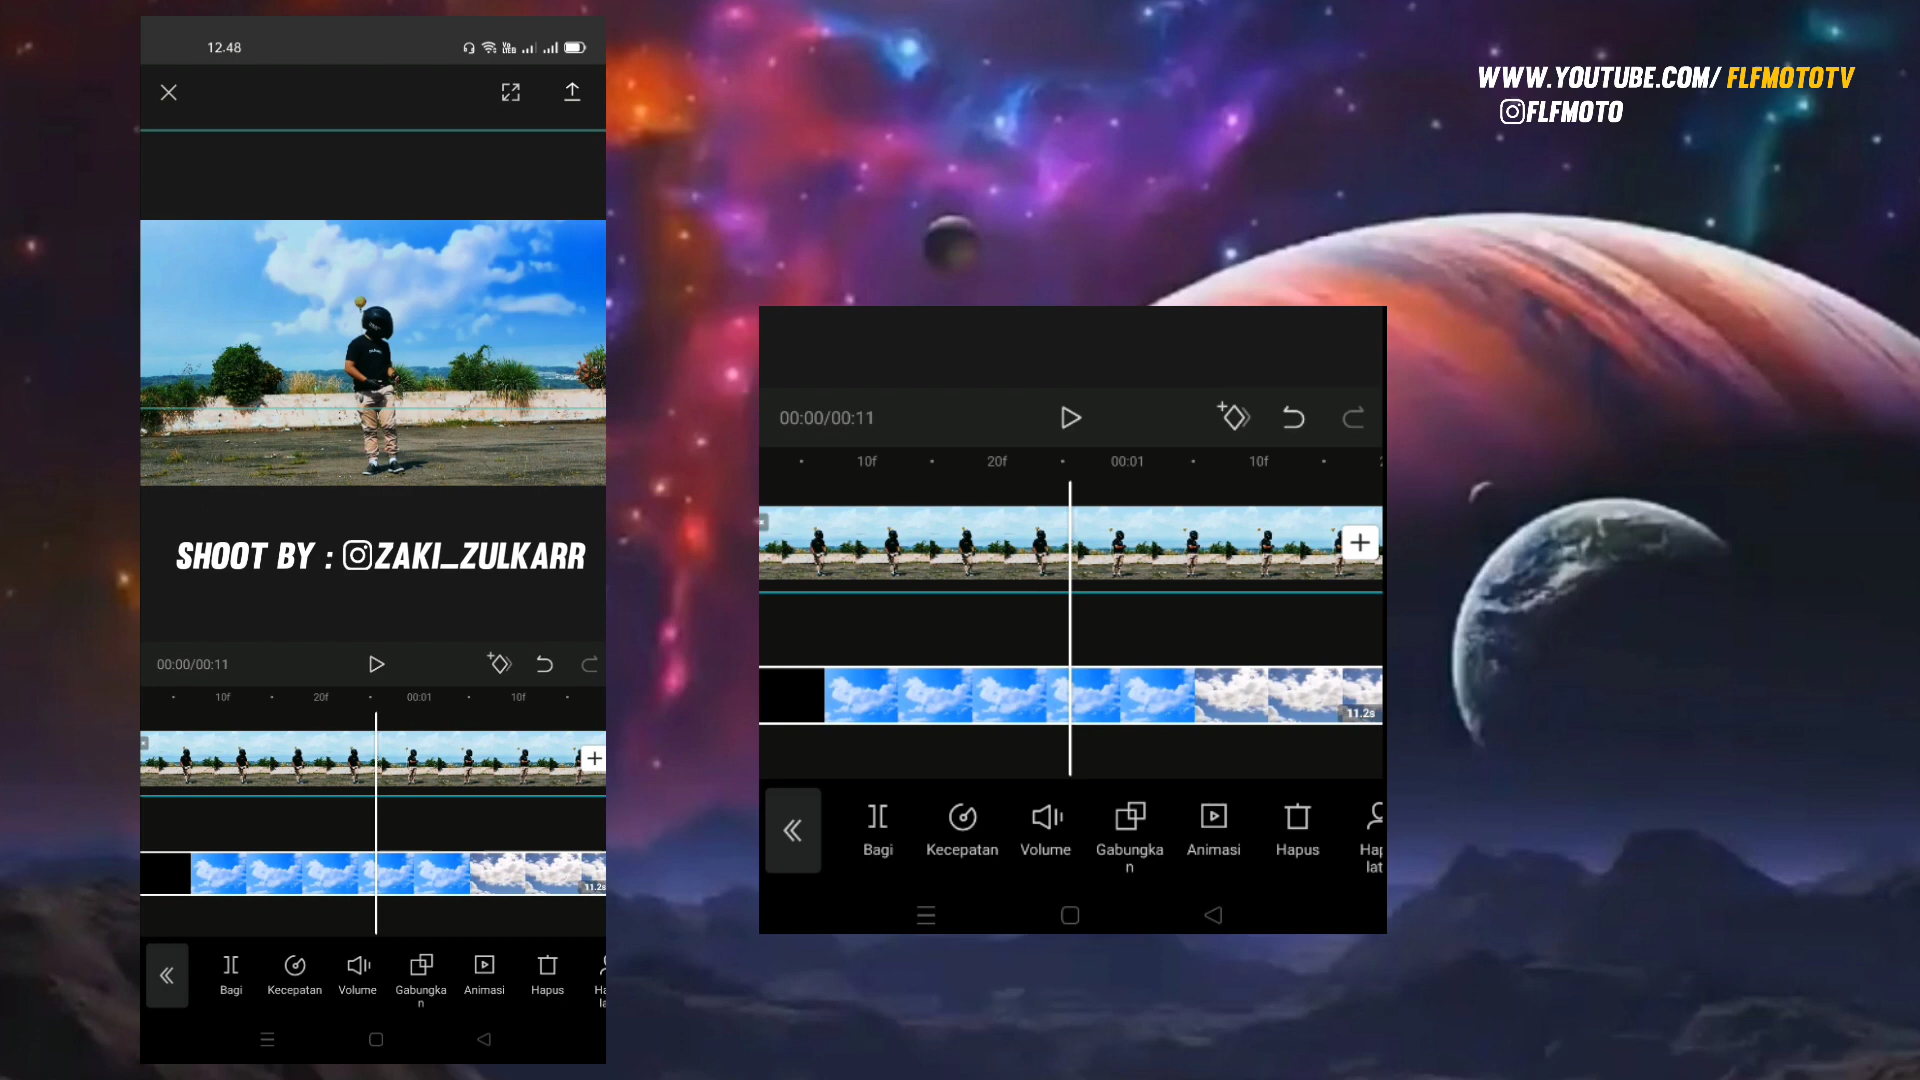 12.48
WWW.YOUTUBE.COM/ FLFMOTOTV
FLFMOTO
SHOOT BY : ZAKI_ZULKARR
00:00/00:11
10f 20f 00:01 10f
11.2s
Bagi Kecepatan Volume Gabungka
n Animasi Hapus
00:00/00:11
10f 20f 00:01 10f
11.2s
Bagi Kecepatan Volume Gabungka
n Animasi Hapus